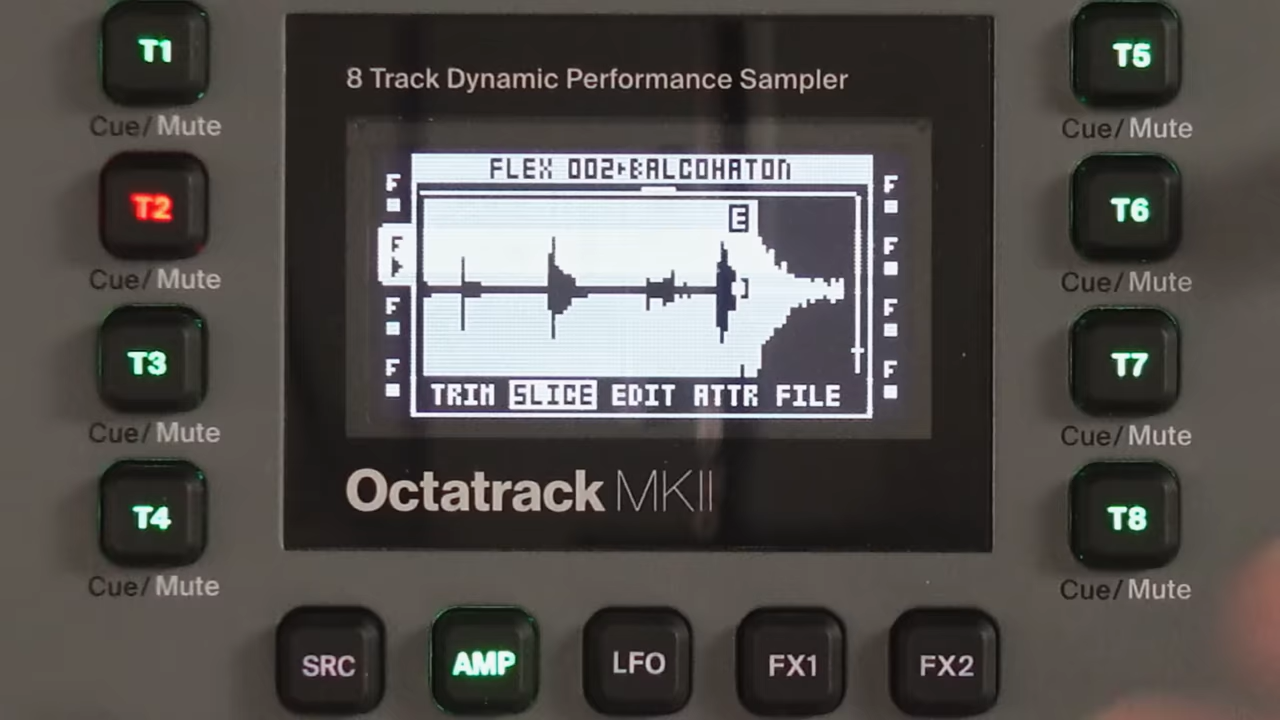 T1
Cue/Mute
T2
Cue/Mute
T3
Cue/Mute
T4
Cue/Mute
8 Track Dynamic Performance Sampler
FLEX 002▸BALCOHATON
F
F
F
F
E
F
F
F
F
TRIM SLICE EDIT ATTR FILE
Octatrack MKII
T5
Cue/Mute
T6
Cue/Mute
T7
Cue/Mute
T8
Cue/Mute
SRC
AMP
LFO
FX1
FX2